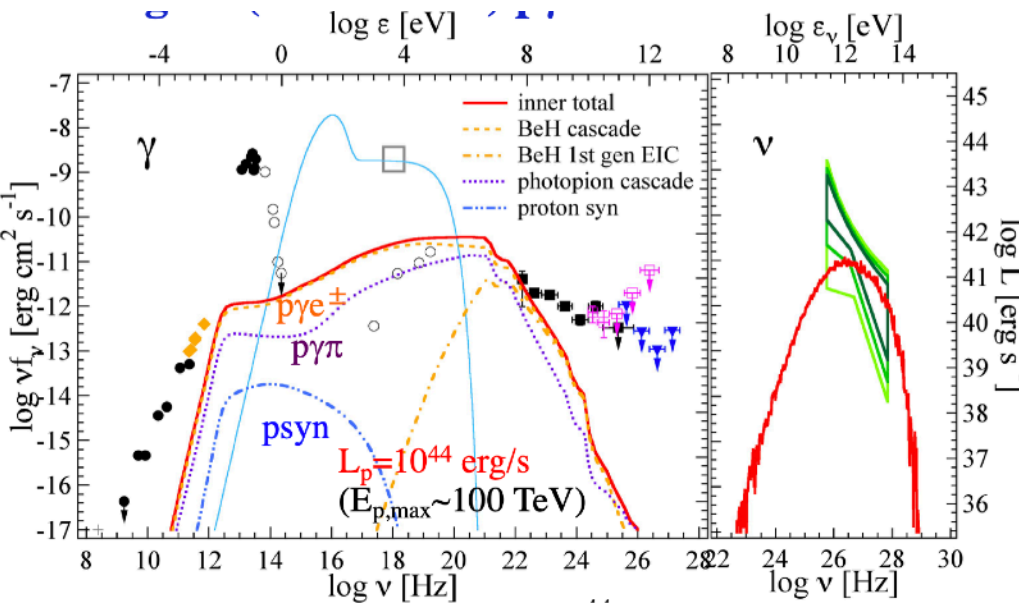 log ε [eV]
-4 0 4 8 12
-7
-8
-9
-10
-11
-12
-13
-14
-15
-16
-17
log νfν [erg cm² s⁻¹]
γ
inner total
BeH cascade
BeH 1st gen EIC
photopion cascade
proton syn
pγe±
pγπ
psyn
Lp=10⁴⁴ erg/s
(Ep,max~100 TeV)
8 10 12 14 16 18 20 22 24 26 28
log ν [Hz]
log εν [eV]
8 10 12 14
ν
45
44
43
42
41
40
39
38
37
36
log L [erg s⁻¹]
22 24 26 28 30
log ν [Hz]